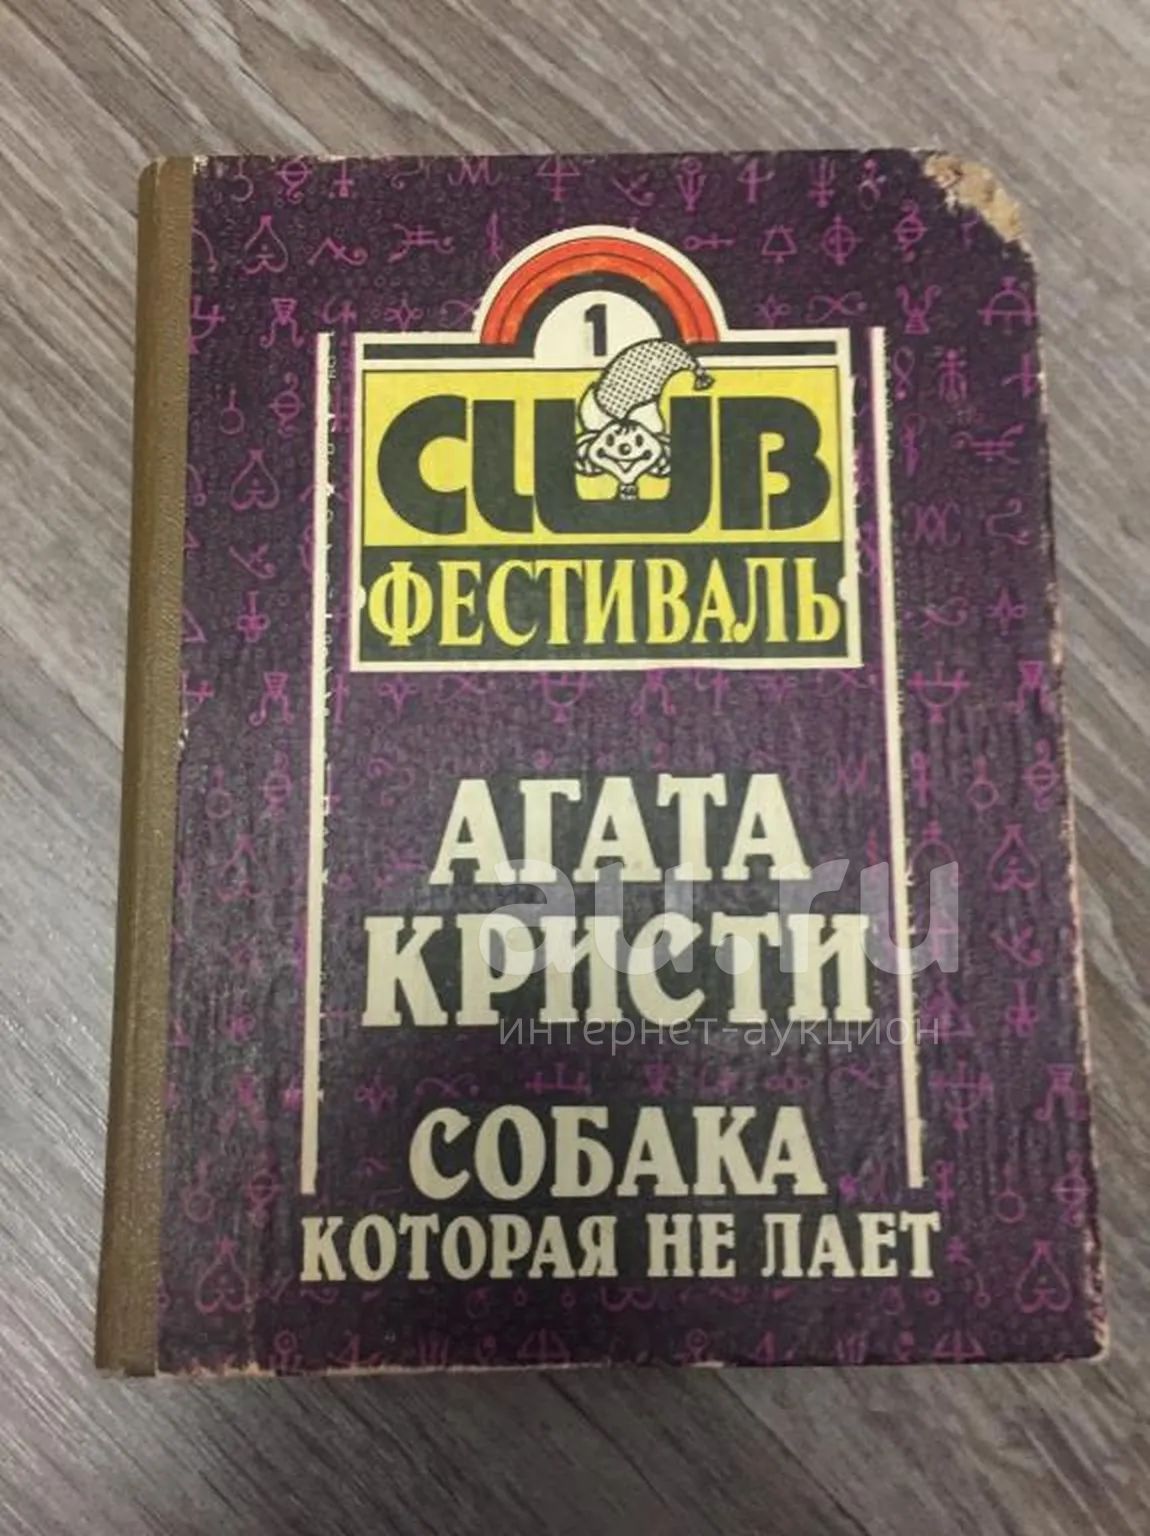 1
CLUB
ФЕСТИВАЛЬ
АГАТА
КРИСТИ
au.ru
интернет-аукцион
СОБАКА
КОТОРАЯ НЕ ЛАЕТ